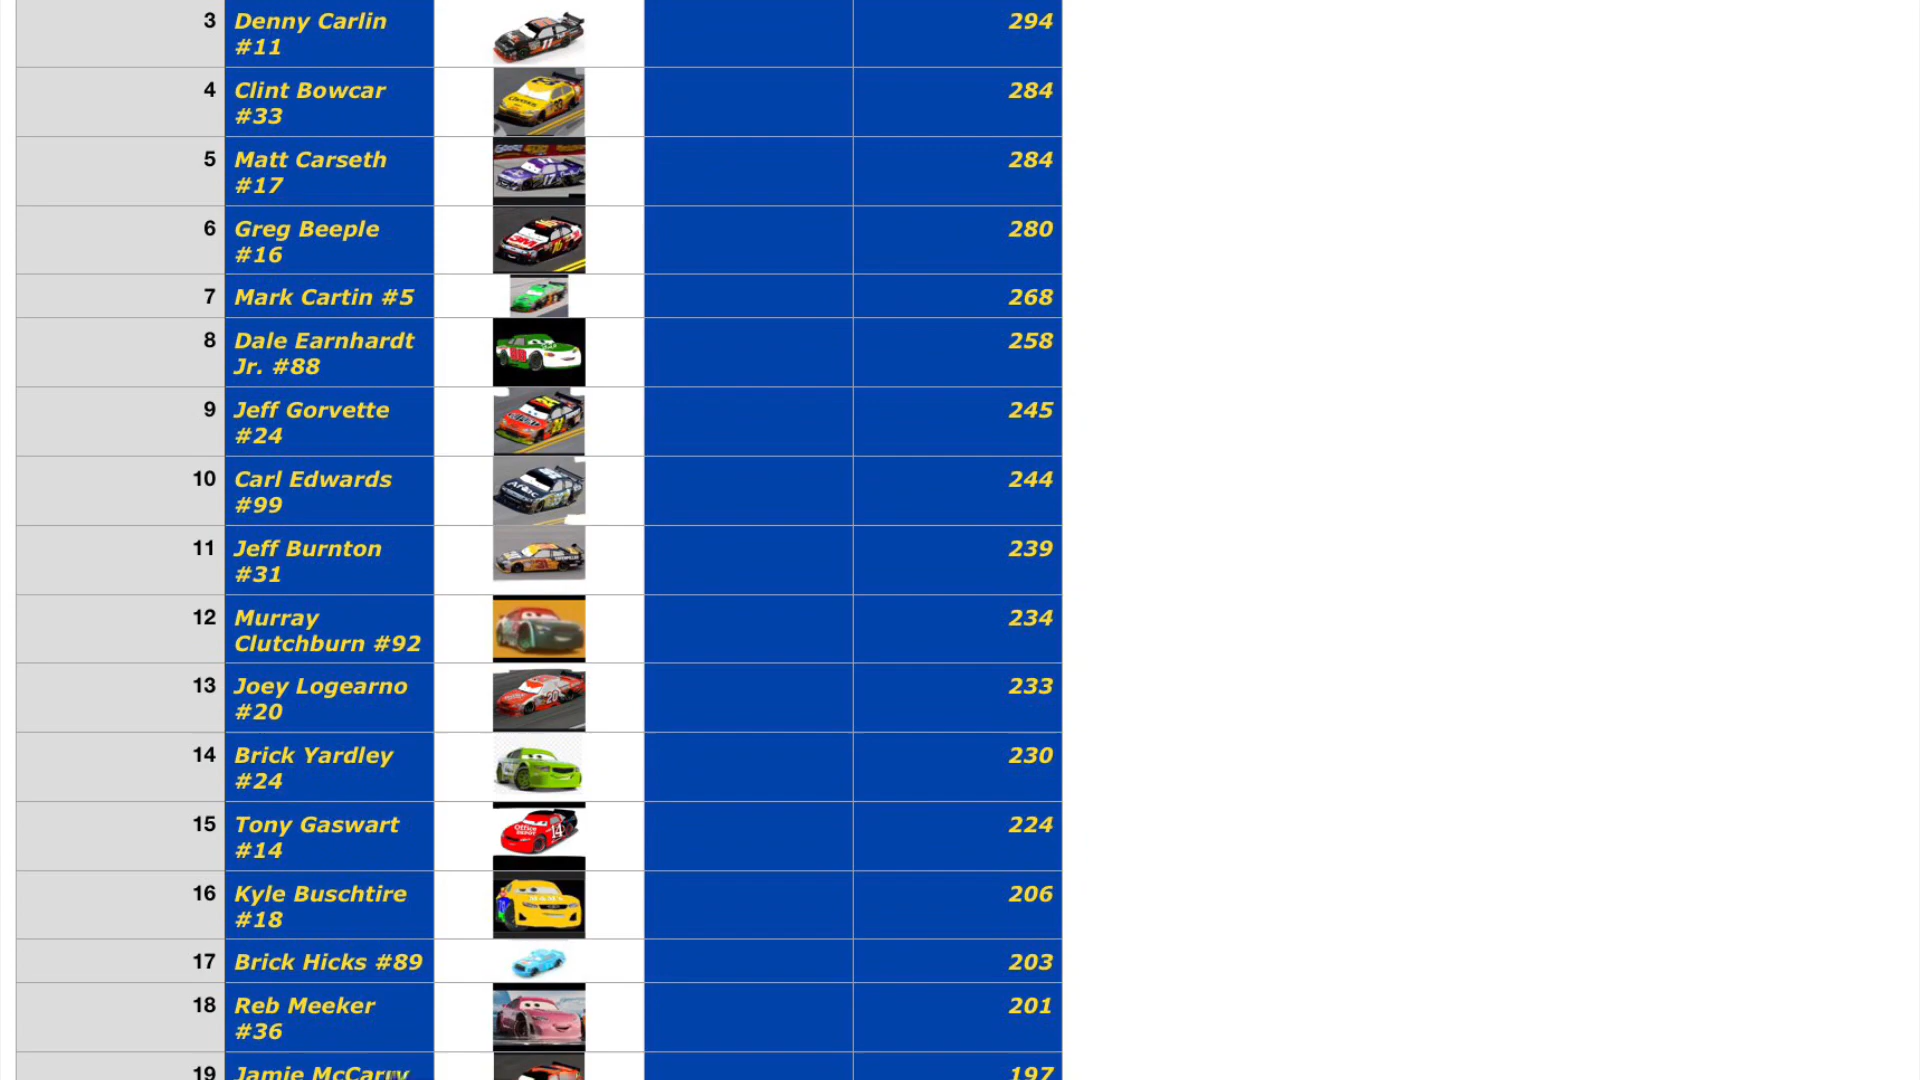 3 Denny Carlin 294
#11
4 Clint Bowcar 284
#33
5 Matt Carseth 284
#17
6 Greg Beeple 280
#16
7 Mark Cartin #5 268
8 Dale Earnhardt 258
Jr. #88
9 Jeff Gorvette 245
#24
10 Carl Edwards 244
#99
11 Jeff Burnton 239
#31
12 Murray 234
Clutchburn #92
13 Joey Logearno 233
#20
14 Brick Yardley 230
#24
15 Tony Gaswart 224
#14
16 Kyle Buschtire 206
#18
17 Brick Hicks #89 203
18 Reb Meeker 201
#36
19 Jamie McCarry 197